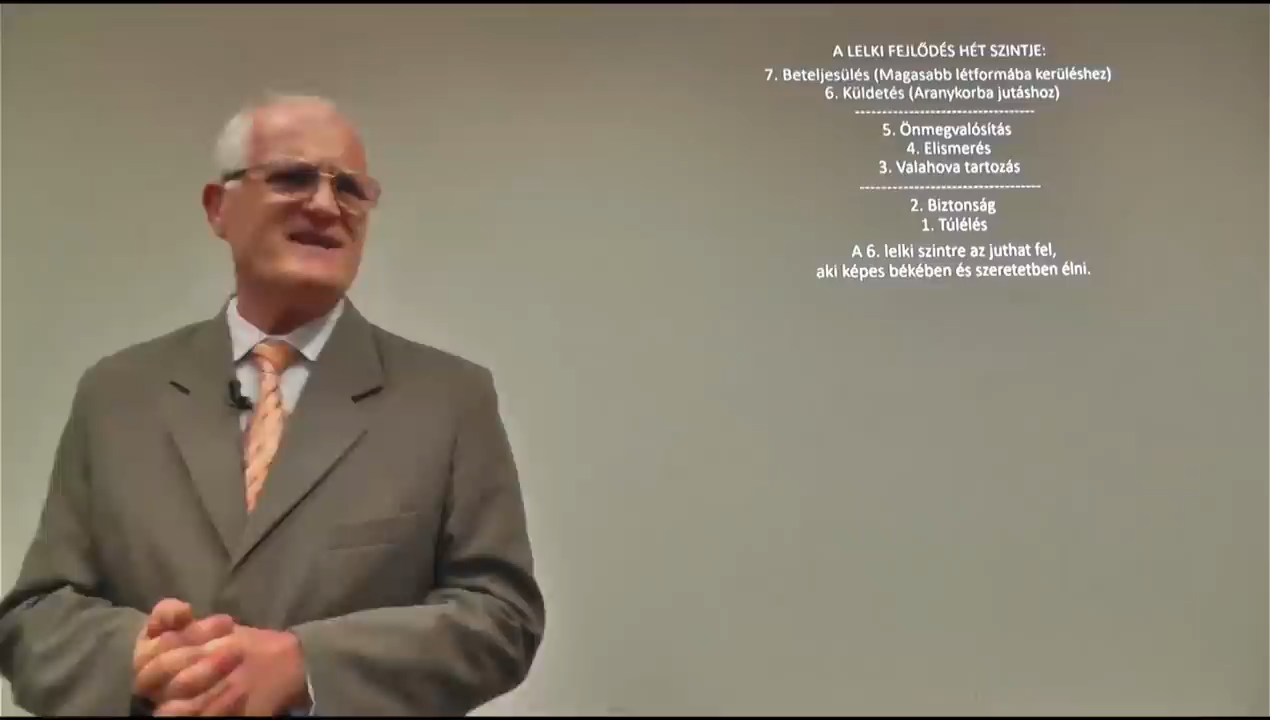 A LELKI FEJLŐDÉS HÉT SZINTJE:
7. Beteljesülés (Magasabb létformába kerüléshez)
6. Küldetés (Aranykorba jutáshoz)
-----------------------------------
5. Önmegvalósítás
4. Elismerés
3. Valahova tartozás
-----------------------------------
2. Biztonság
1. Túlélés
A 6. lelki szintre az juthat fel,
aki képes békében és szeretetben élni.